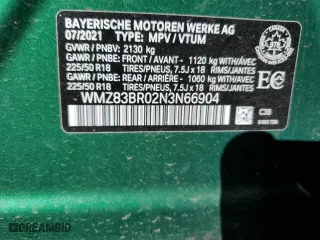 BAYERISCHE MOTOREN WERKE AG
07/2021 TYPE: MPV / VTUM
GVWR / PNBV: 2130 kg
GAWR / PNBE: FRONT / AVANT - 1120 kg WITH/AVEC
225/50 R18 TIRES/PNEUS, 7.5J x 18 RIMS/JANTES
GAWR / PNBE: REAR / ARRIÈRE - 1060 kg WITH/AVEC
225/50 R18 TIRES/PNEUS, 7.5J x 18 RIMS/JANTES
WMZ83BR02N3N66904
EC
DREAMBID